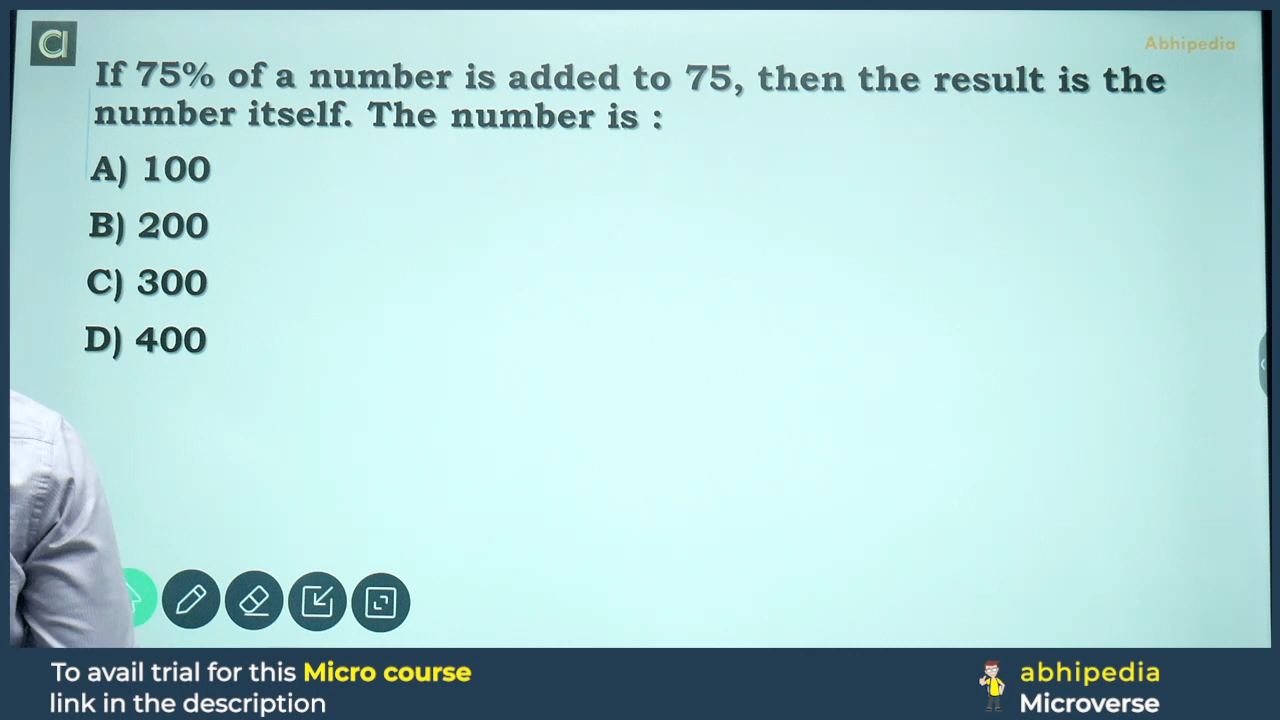 a
Abhipedia
If 75% of a number is added to 75, then the result is the
number itself. The number is :
A) 100
B) 200
C) 300
D) 400
To avail trial for this Micro course
link in the description
abhipedia
Microverse